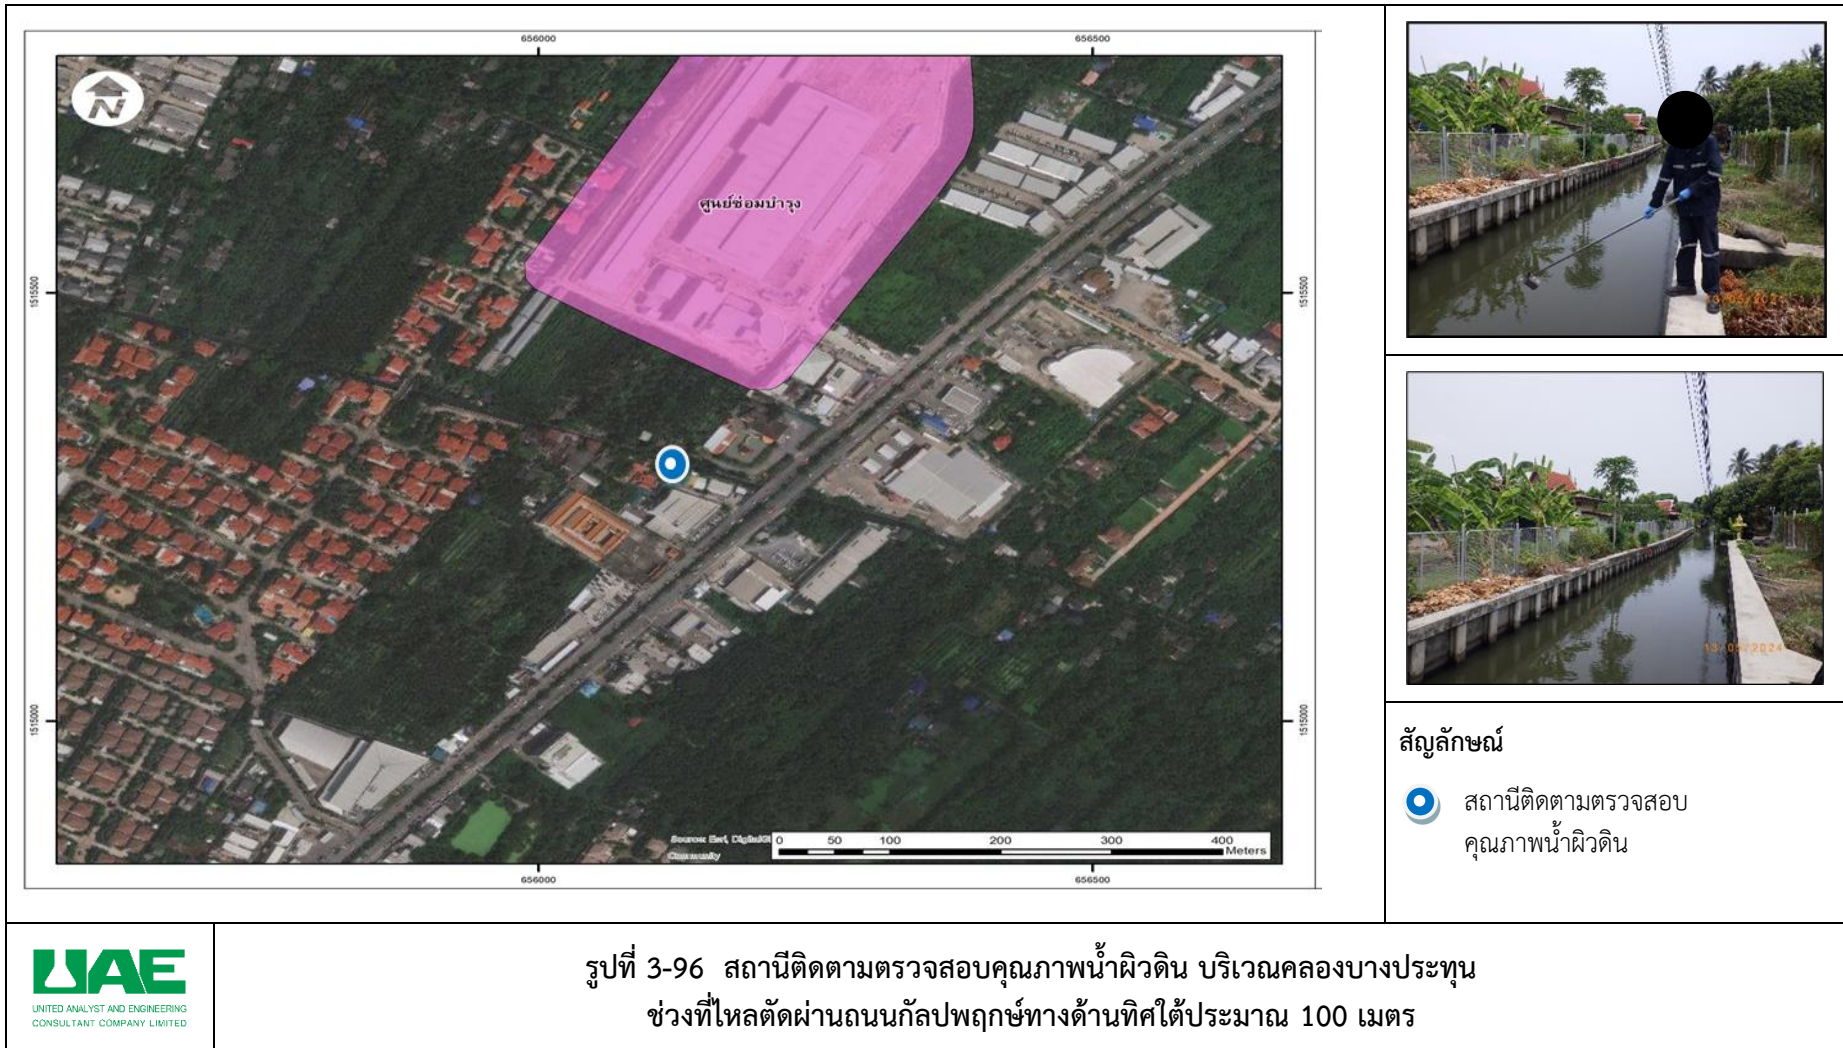 656000
656500
N
ศูนย์ซ่อมบำรุง
1515500
1515500
1515000
1515000
Source: Esri, DigitalGl
Community
0 50 100 200 300 400
Meters
656000
656500
13/05/2024
สัญลักษณ์
สถานีติดตามตรวจสอบ
คุณภาพน้ำผิวดิน
UAE
UNITED ANALYST AND ENGINEERING
CONSULTANT COMPANY LIMITED
รูปที่ 3-96 สถานีติดตามตรวจสอบคุณภาพน้ำผิวดิน บริเวณคลองบางประทุน
ช่วงที่ไหลตัดผ่านถนนกัลปพฤกษ์ทางด้านทิศใต้ประมาณ 100 เมตร